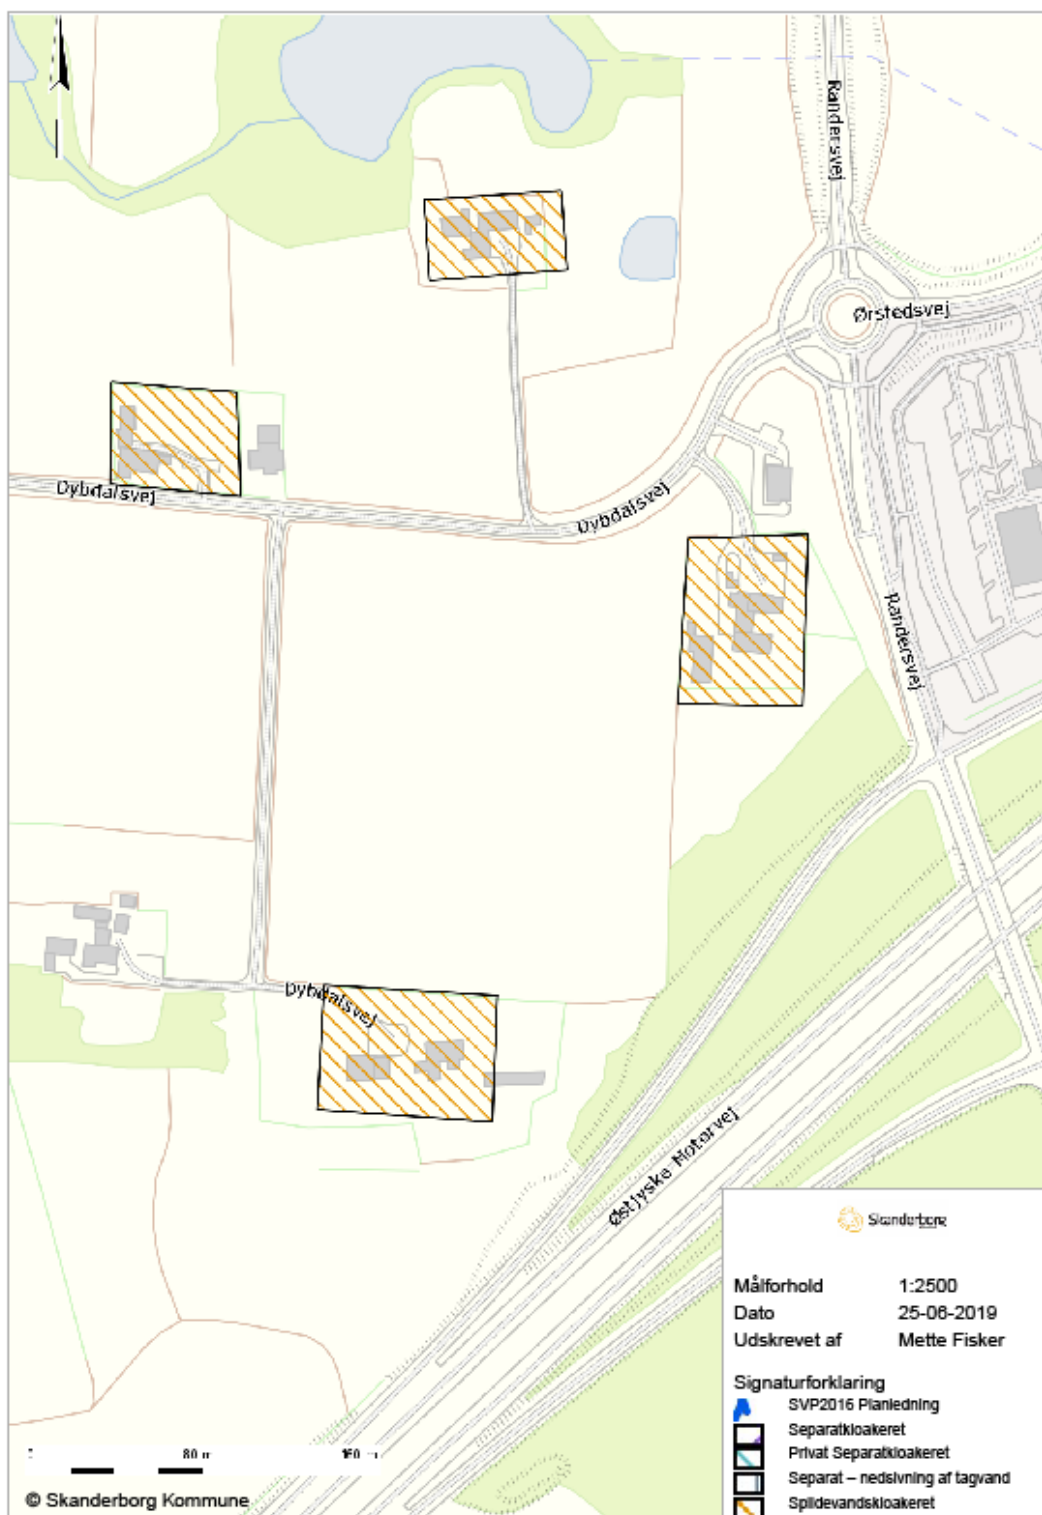 Randersvej
Ørstedsvej
Dybdalsvej
Dybdalsvej
Randersvej
Dybdalsvej
Østjyske Motorvej
Skanderborg
Målforhold 1:2500
Dato 25-06-2019
Udskrevet af Mette Fisker
Signaturforklaring
SVP2016 Planledning
Separatkloakeret
Privat Separatkloakeret
Separat – nedsivning af tagvand
Spildevandskloakeret
80 m 160 m
© Skanderborg Kommune